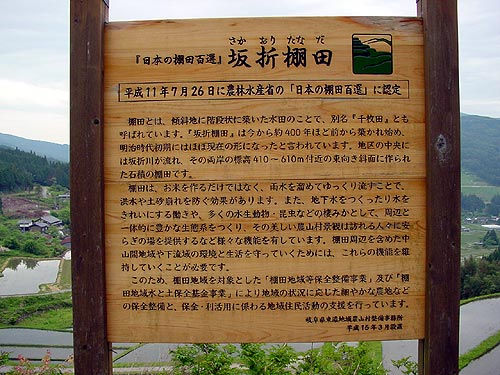 さか おり たな だ
『日本の棚田百選』坂折棚田
平成11年7月26日に農林水産省の「日本の棚田百選」に認定
棚田とは、傾斜地に階段状に築いた水田のことで、別名『千枚田』とも
呼ばれています。『坂折棚田』は今から約400年ほど前から築かれ始め、
明治時代初期にはほぼ現在の形になったと言われています。地区の中央に
は坂折川が流れ、その両岸の標高410~610m付近の東向き斜面に作られ
た石積の棚田です。
棚田は、お米を作るだけではなく、雨水を溜めてゆっくり流すことで、
洪水や土砂崩れを防ぐ効果があります。また、地下水をつくったり水を
きれいにする働きや、多くの水生動物・昆虫などの棲みかとして、周辺と
一体的に豊かな生態系をつくり、その美しい農山村景観は訪れる人々に安
らぎの場を提供するなど様々な機能を有しています。棚田周辺を含めた中
山間地域や下流域の環境と生活を守っていくためには、これらの機能を維
持していくことが必要です。
このため、棚田地域を対象とした「棚田地域等保全整備事業」及び「棚
田地域水と土保全基金事業」により地域の状況に応じた細やかな農地など
の保全整備と、保全・利活用に係わる地域住民活動の支援を行っています。
岐阜県東濃地域農山村整備事務所
平成15年3月設置